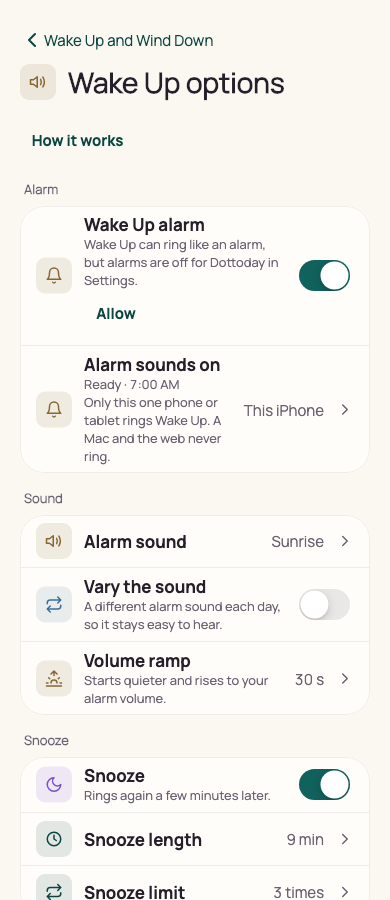 Wake Up and Wind Down
Wake Up options
How it works
Alarm
Wake Up alarm
Wake Up can ring like an alarm,
but alarms are off for Dottoday in
Settings.
Allow
Alarm sounds on
Ready · 7:00 AM
Only this one phone or
tablet rings Wake Up. A
Mac and the web never
ring.
This iPhone
Sound
Alarm sound
Sunrise
Vary the sound
A different alarm sound each day,
so it stays easy to hear.
Volume ramp
Starts quieter and rises to your
alarm volume.
30 s
Snooze
Snooze
Rings again a few minutes later.
Snooze length
9 min
Snooze limit
3 times